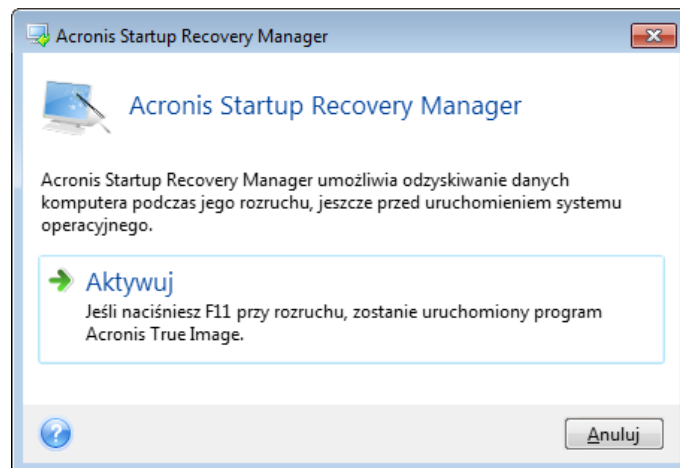 Acronis Startup Recovery Manager
Acronis Startup Recovery Manager
Acronis Startup Recovery Manager umożliwia odzyskiwanie danych
komputera podczas jego rozruchu, jeszcze przed uruchomieniem systemu
operacyjnego.
Aktywuj
Jeśli naciśniesz F11 przy rozruchu, zostanie uruchomiony program
Acronis True Image.
Anuluj